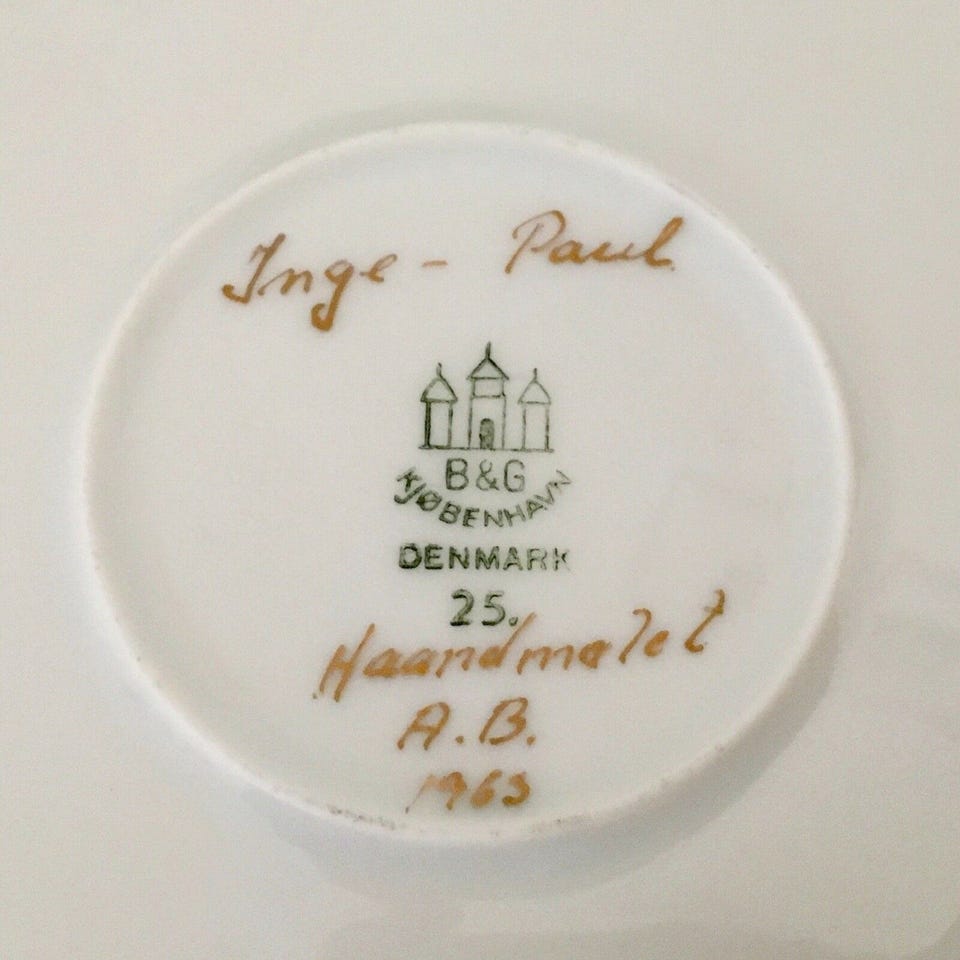 Inge - Paul
B&G
KJØBENHAVN
DENMARK
25.
Haandmalet
A.B.
1963